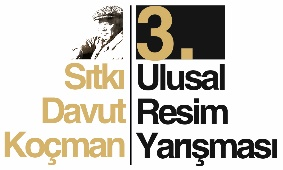 Sıtkı
Davut
Koçman
3.
Ulusal
Resim
Yarışması